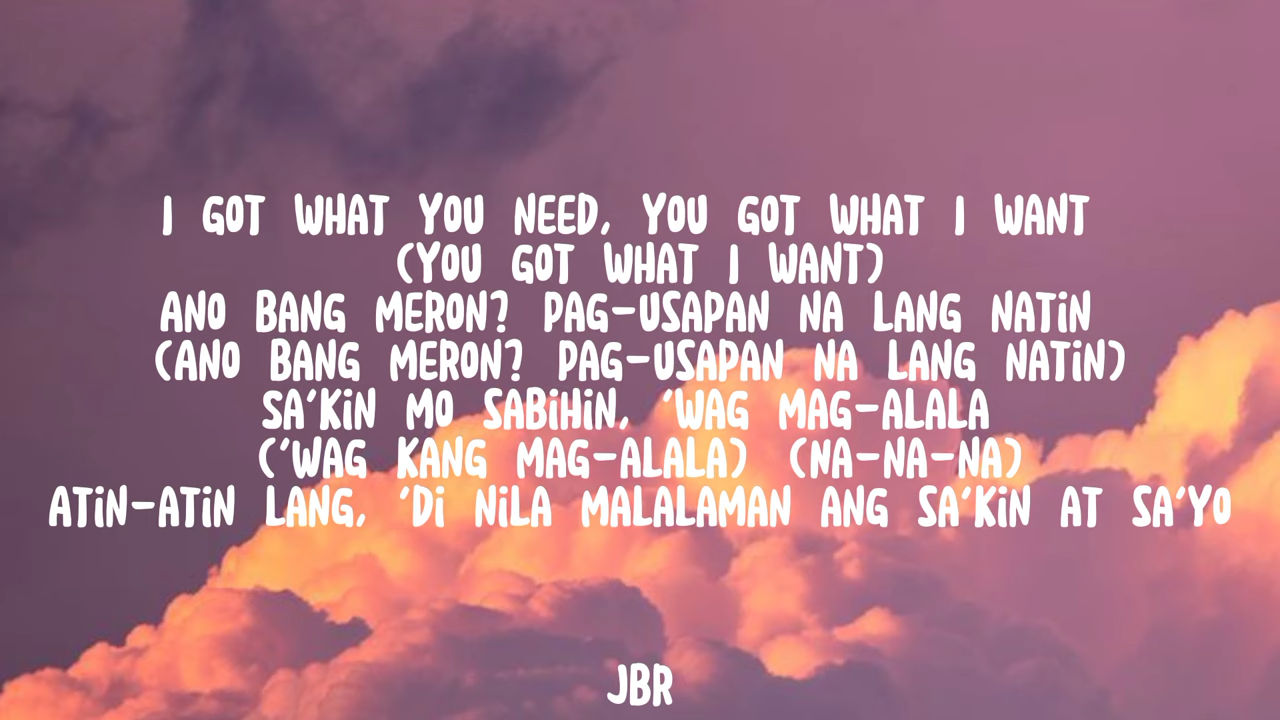 I GOT WHAT YOU NEED, YOU GOT WHAT I WANT
(YOU GOT WHAT I WANT)
ANO BANG MERON? PAG-USAPAN NA LANG NATiN
(ANO BANG MERON? PAG-USAPAN NA LANG NATiN)
SA'KiN MO SABiHiN, 'WAG MAG-ALALA
('WAG KANG MAG-ALALA) (NA-NA-NA)
ATiN-ATiN LANG, 'Di NiLA MALALAMAN ANG SA'KiN AT SA'YO
JBR